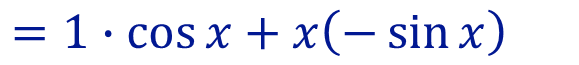 = 1 · cos x + x(− sin x)